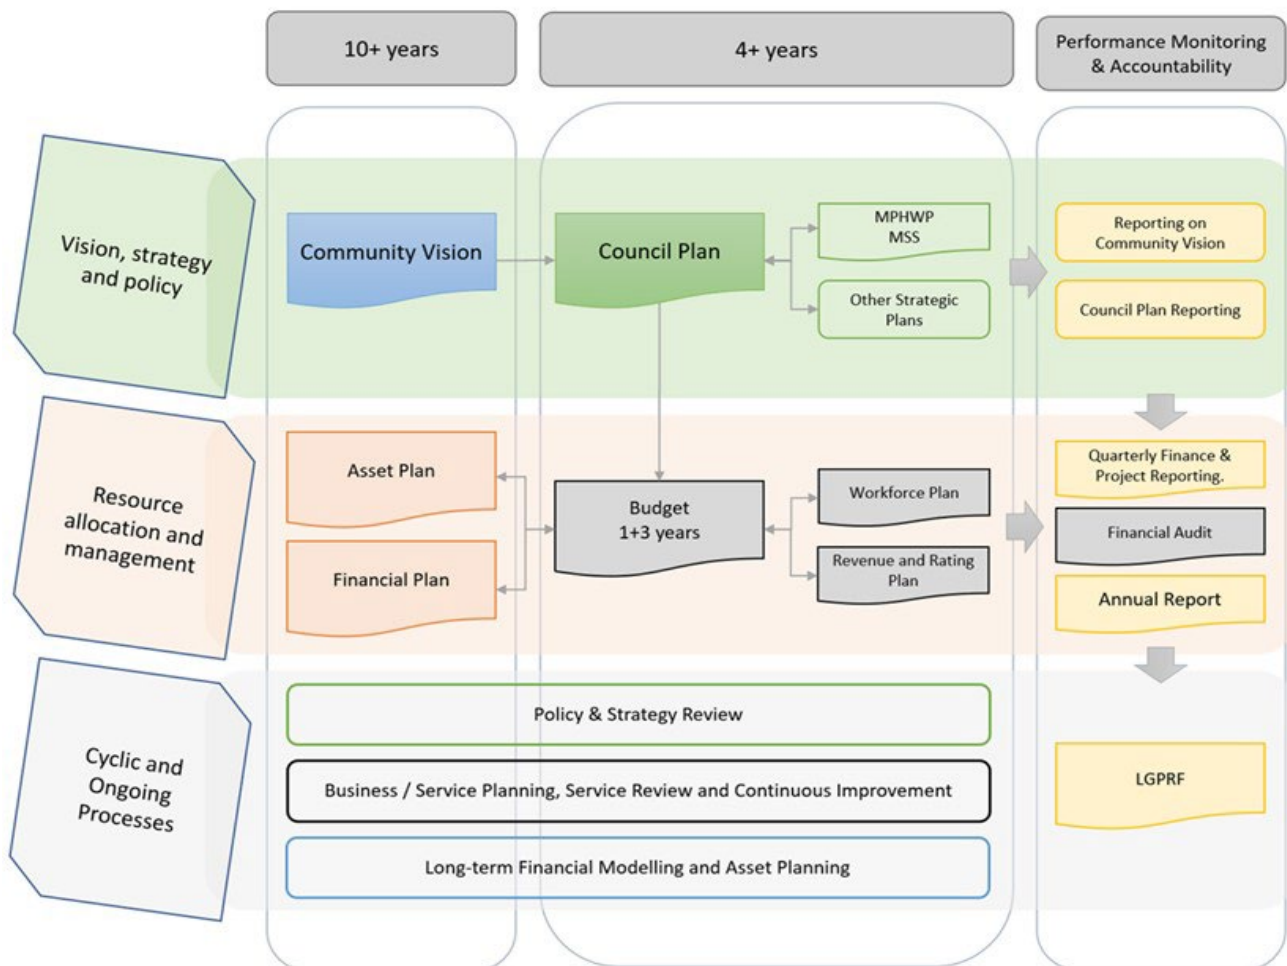 10+ years
4+ years
Performance Monitoring
& Accountability
Vision, strategy
and policy
Community Vision
Council Plan
MPHWP
MSS
Other Strategic
Plans
Reporting on
Community Vision
Council Plan Reporting
Resource
allocation and
management
Asset Plan
Financial Plan
Budget
1+3 years
Workforce Plan
Revenue and Rating
Plan
Quarterly Finance &
Project Reporting.
Financial Audit
Annual Report
Cyclic and
Ongoing
Processes
Policy & Strategy Review
Business / Service Planning, Service Review and Continuous Improvement
Long-term Financial Modelling and Asset Planning
LGPRF